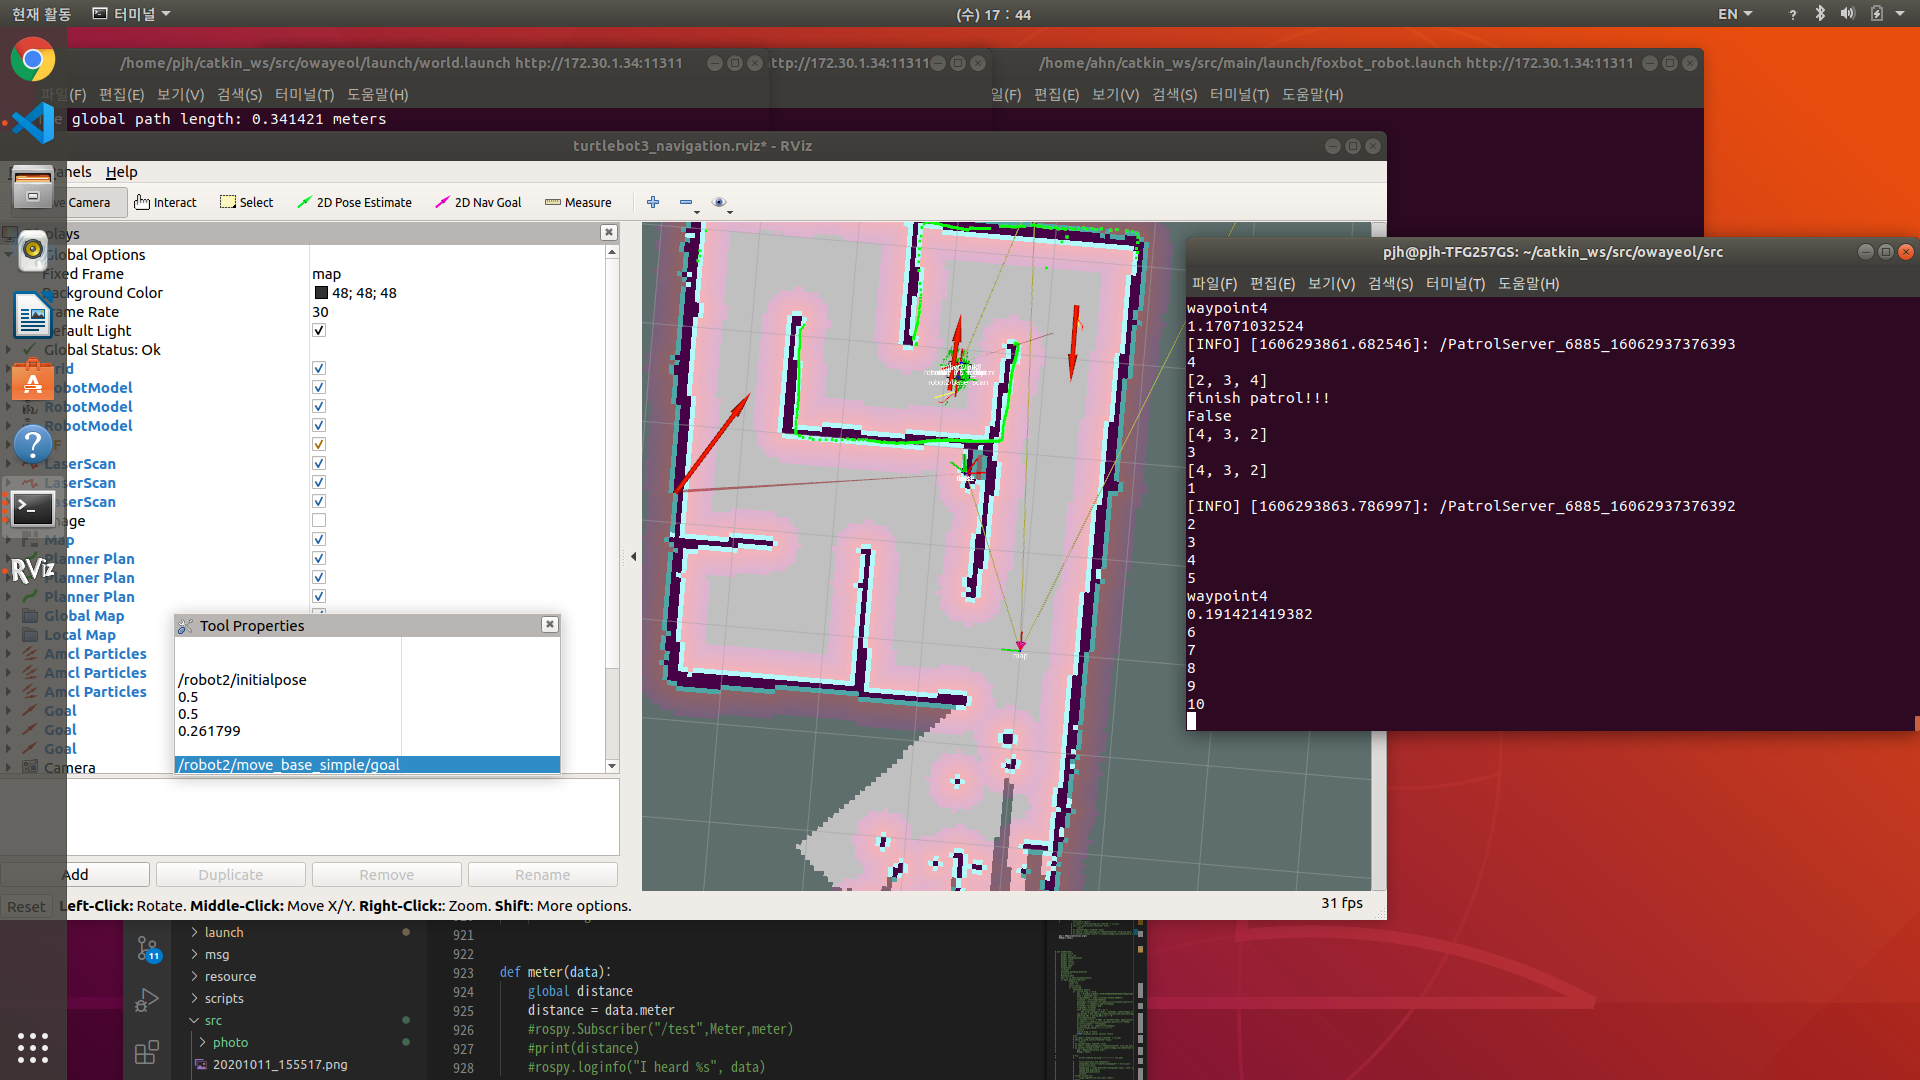 현재 활동
터미널
(수) 17 : 44
EN
/home/pjh/catkin_ws/src/owayeol/launch/world.launch http://172.30.1.34:11311
ttp://172.30.1.34:11311
/home/ahn/catkin_ws/src/main/launch/foxbot_robot.launch http://172.30.1.34:11311
파일(F) 편집(E) 보기(V) 검색(S) 터미널(T) 도움말(H)
일(F) 편집(E) 보기(V) 검색(S) 터미널(T) 도움말(H)
global path length: 0.341421 meters
turtlebot3_navigation.rviz* - RViz
anels Help
Camera Interact Select 2D Pose Estimate 2D Nav Goal Measure
plays
Global Options
Fixed Frame map
Background Color 48; 48; 48
Frame Rate 30
Default Light
Global Status: Ok
Grid
RobotModel
RobotModel
RobotModel
TF
LaserScan
LaserScan
LaserScan
Image
Map
Planner Plan
Planner Plan
Planner Plan
Global Map
Local Map
Amcl Particles
Amcl Particles
Amcl Particles
Goal
Goal
Goal
Camera
RViz
Tool Properties
/robot2/initialpose
0.5
0.5
0.261799
/robot2/move_base_simple/goal
map
Add Duplicate Remove Rename
Reset Left-Click: Rotate. Middle-Click: Move X/Y. Right-Click:: Zoom. Shift: More options.
31 fps
pjh@pjh-TFG257GS: ~/catkin_ws/src/owayeol/src
파일(F) 편집(E) 보기(V) 검색(S) 터미널(T) 도움말(H)
waypoint4
1.17071032524
[INFO] [1606293861.682546]: /PatrolServer_6885_16062937376393
4
[2, 3, 4]
finish patrol!!!
False
[4, 3, 2]
3
[4, 3, 2]
1
[INFO] [1606293863.786997]: /PatrolServer_6885_16062937376392
2
3
4
5
waypoint4
0.191421419382
6
7
8
9
10
11
launch
msg
resource
scripts
src
photo
20201011_155517.png
921
922
923 def meter(data):
924 global distance
925 distance = data.meter
926 #rospy.Subscriber("/test",Meter,meter)
927 #print(distance)
928 #rospy.loginfo("I heard %s", data)